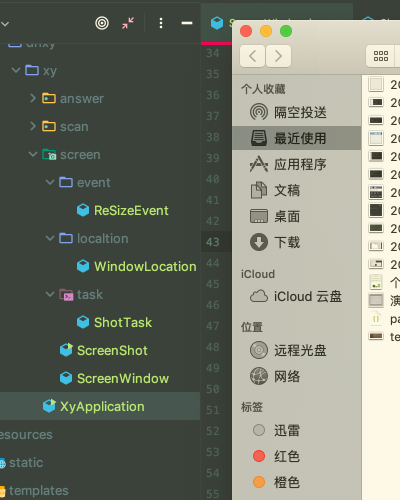 xy
answer
scan
screen
event
ReSizeEvent
localtion
WindowLocation
task
ShotTask
ScreenShot
ScreenWindow
XyApplication
esources
static
templates
34
35
36
37
38
39
40
41
42
43
44
45
46
47
48
49
50
51
52
53
54
55
个人收藏
隔空投送
最近使用
应用程序
文稿
桌面
下载
iCloud
iCloud 云盘
位置
远程光盘
网络
标签
迅雷
红色
橙色
20
20
20
20
20
20
20
20
20
20
20
个
演
pa
te